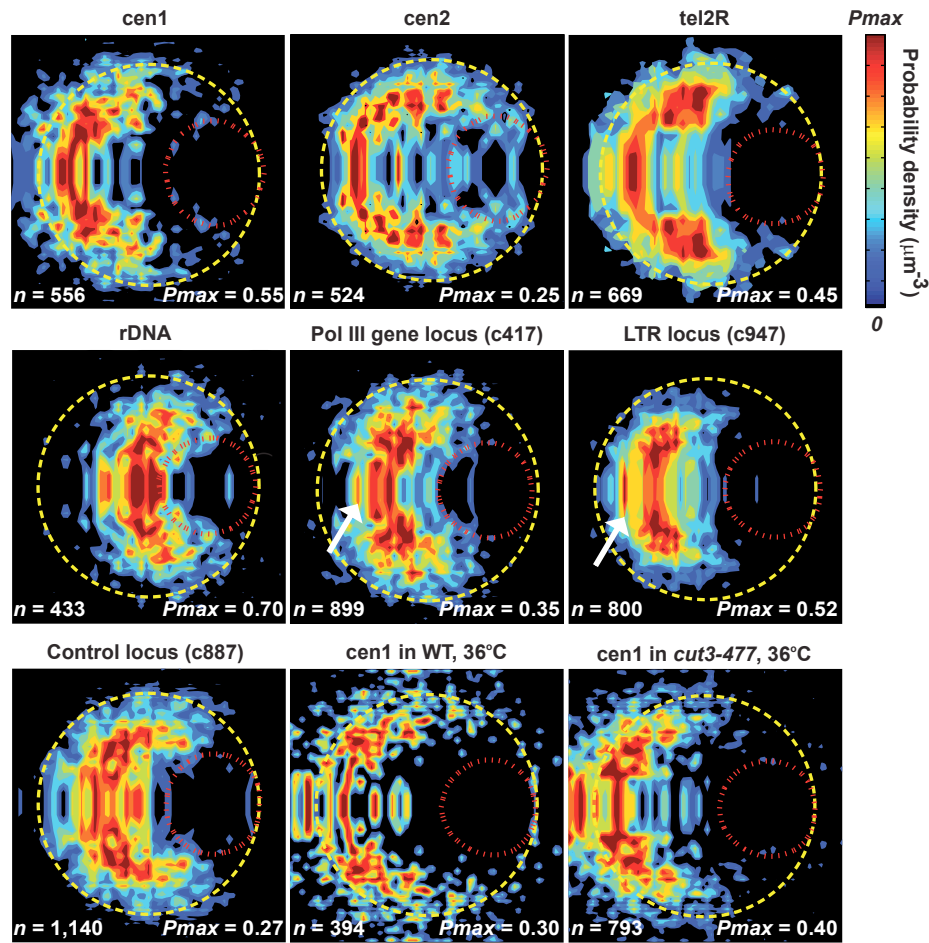 cen1
cen2
tel2R
Pmax
n = 556
Pmax = 0.55
n = 524
Pmax = 0.25
n = 669
Pmax = 0.45
Probability density (μm⁻³)
0
rDNA
Pol III gene locus (c417)
LTR locus (c947)
n = 433
Pmax = 0.70
n = 899
Pmax = 0.35
n = 800
Pmax = 0.52
Control locus (c887)
cen1 in WT, 36°C
cen1 in cut3-477, 36°C
n = 1,140
Pmax = 0.27
n = 394
Pmax = 0.30
n = 793
Pmax = 0.40